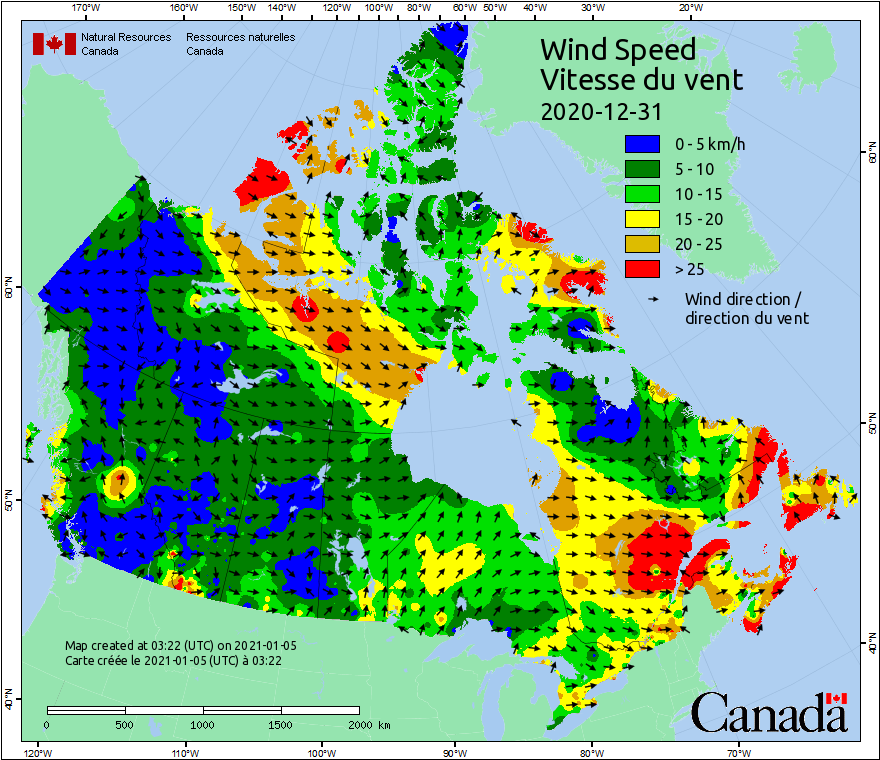 170°W 160°W 150°W 140°W 130°W 120°W 110°W 100°W 90°W 80°W 70°W 60°W 50°W 40°W 30°W 20°W
Natural Resources Canada
Ressources naturelles Canada
Wind Speed
Vitesse du vent
2020-12-31
0 - 5 km/h
5 - 10
10 - 15
15 - 20
20 - 25
> 25
Wind direction /
direction du vent
60°N
50°N
40°N
60°N
50°N
40°N
Map created at 03:22 (UTC) on 2021-01-05
Carte créée le 2021-01-05 (UTC) à 03:22
0 500 1000 1500 2000 km
Canada
120°W 110°W 100°W 90°W 80°W 70°W